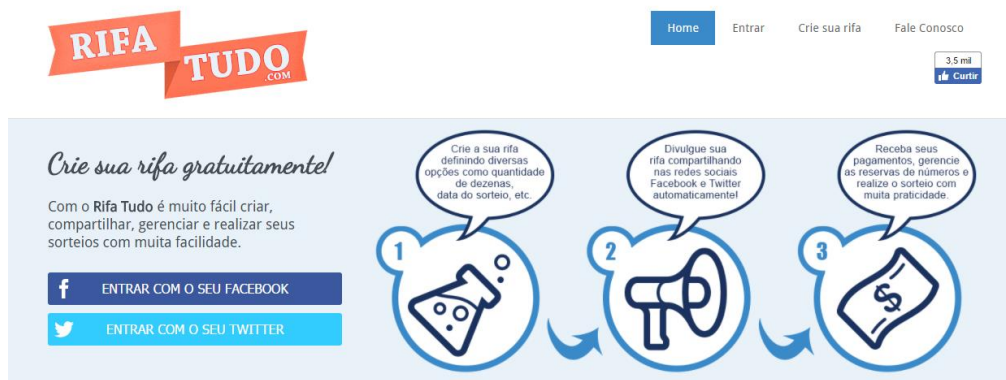 RIFA
TUDO
.COM
Home
Entrar
Crie sua rifa
Fale Conosco
3,5 mil
Curtir
Crie sua rifa gratuitamente!
Com o Rifa Tudo é muito fácil criar,
compartilhar, gerenciar e realizar seus
sorteios com muita facilidade.
f ENTRAR COM O SEU FACEBOOK
ENTRAR COM O SEU TWITTER
Crie a sua rifa
definindo diversas
opções como quantidade
de dezenas,
data do sorteio, etc.
1
Divulgue sua
rifa compartilhando
nas redes sociais
Facebook e Twitter
automaticamente!
2
Receba seus
pagamentos, gerencie
as reservas de números e
realize o sorteio com
muita praticidade.
3
$